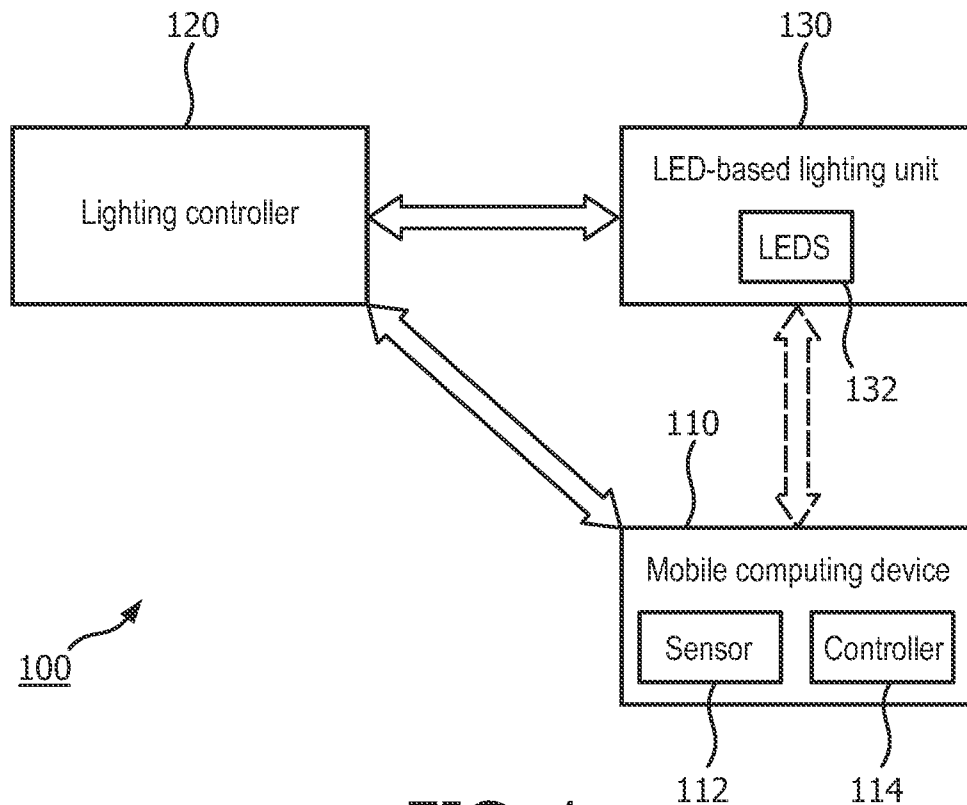 120
130
Lighting controller
LED-based lighting unit
LEDS
132
110
Mobile computing device
Sensor
Controller
100
112
114